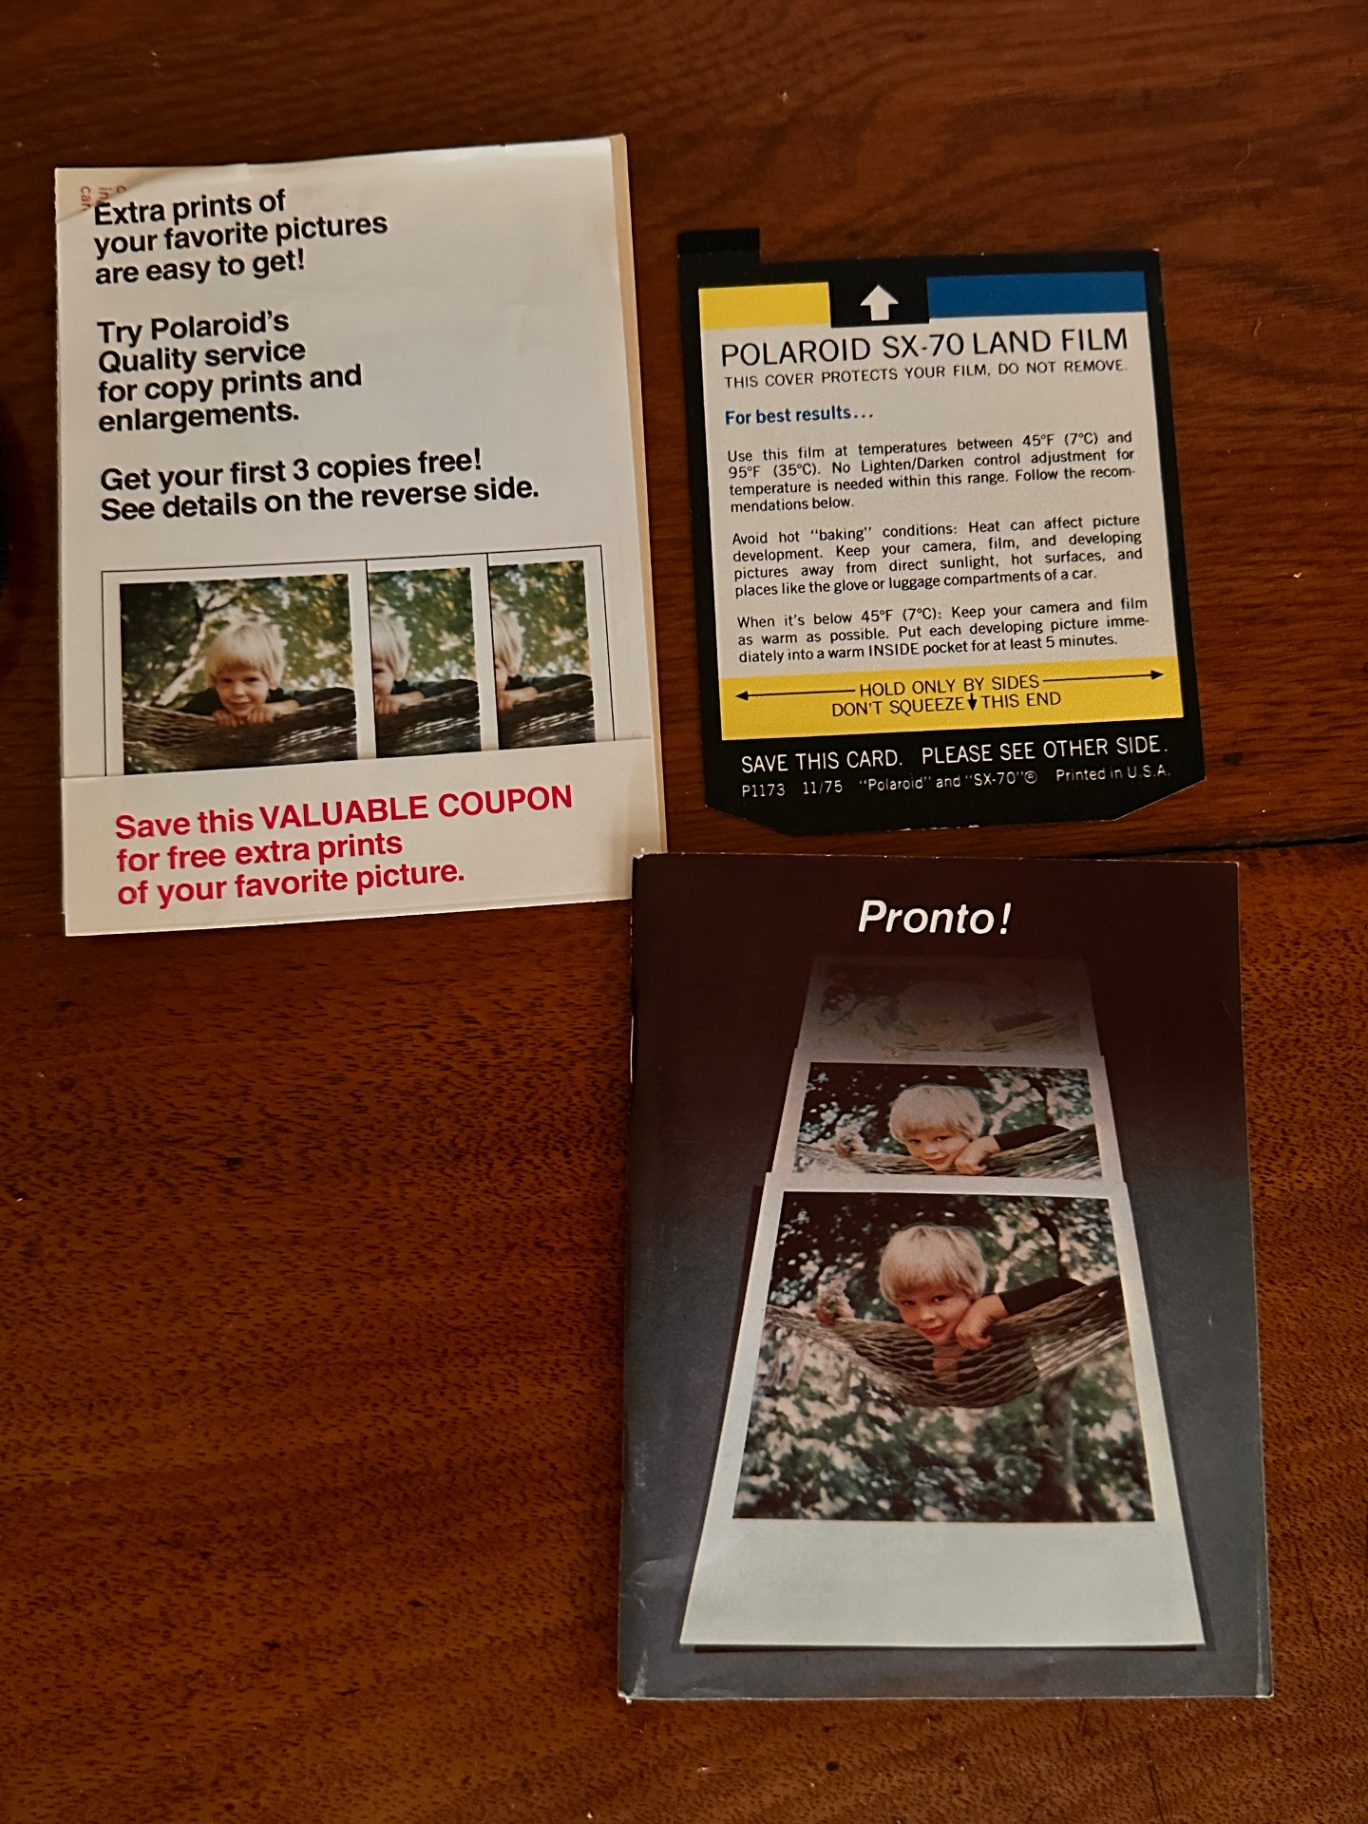 Extra prints of
your favorite pictures
are easy to get!
Try Polaroid's
Quality service
for copy prints and
enlargements.
Get your first 3 copies free!
See details on the reverse side.
Save this VALUABLE COUPON
for free extra prints
of your favorite picture.
POLAROID SX-70 LAND FILM
THIS COVER PROTECTS YOUR FILM, DO NOT REMOVE.
For best results...
Use this film at temperatures between 45°F (7°C) and
95°F (35°C). No Lighten/Darken control adjustment for
temperature is needed within this range. Follow the recom-
mendations below.
Avoid hot "baking" conditions: Heat can affect picture
development. Keep your camera, film, and developing
pictures away from direct sunlight, hot surfaces, and
places like the glove or luggage compartments of a car.
When it's below 45°F (7°C): Keep your camera and film
as warm as possible. Put each developing picture imme-
diately into a warm INSIDE pocket for at least 5 minutes.
HOLD ONLY BY SIDES
DON'T SQUEEZE THIS END
SAVE THIS CARD. PLEASE SEE OTHER SIDE.
P1173 11/75 "Polaroid" and "SX-70"® Printed in U.S.A.
Pronto!